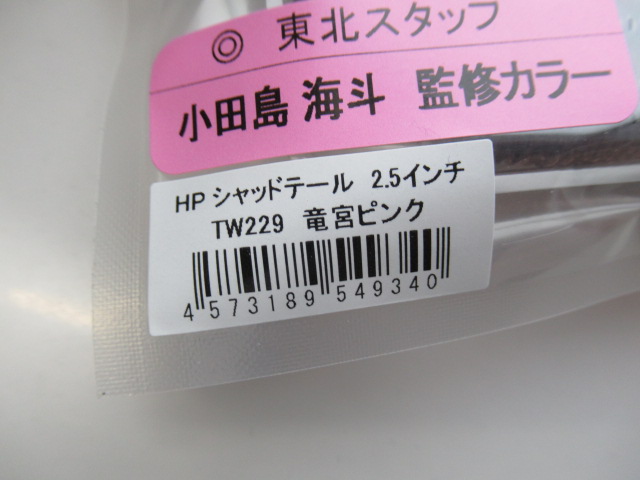 ◎ 東北スタッフ
小田島 海斗 監修カラー
HP シャッドテール 2.5インチ
TW229 竜宮ピンク
4 573189 549340